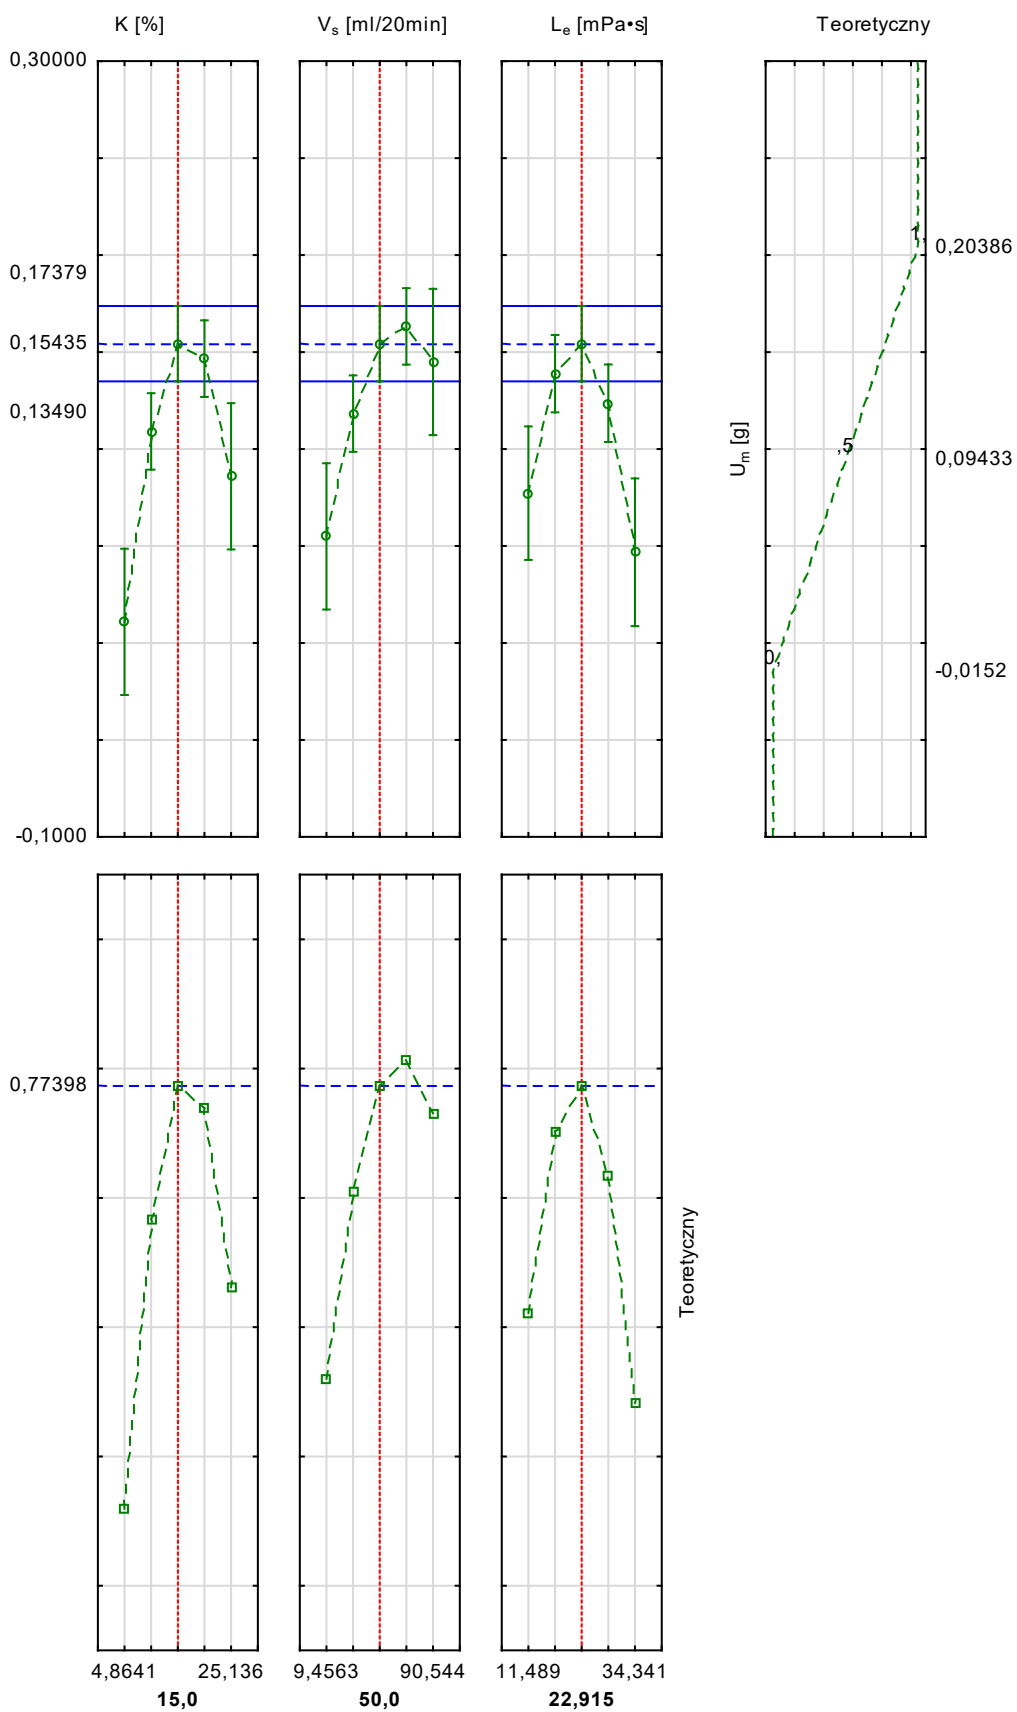 K [%] Vs [ml/20min] Le [mPa•s] Teoretyczny
0,30000
1,
0,20386
0,17379
0,15435
0,13490
Um [g]
,5
0,09433
0,
-0,0152
-0,1000
0,77398
Teoretyczny
4,8641 25,136 9,4563 90,544 11,489 34,341
15,0 50,0 22,915